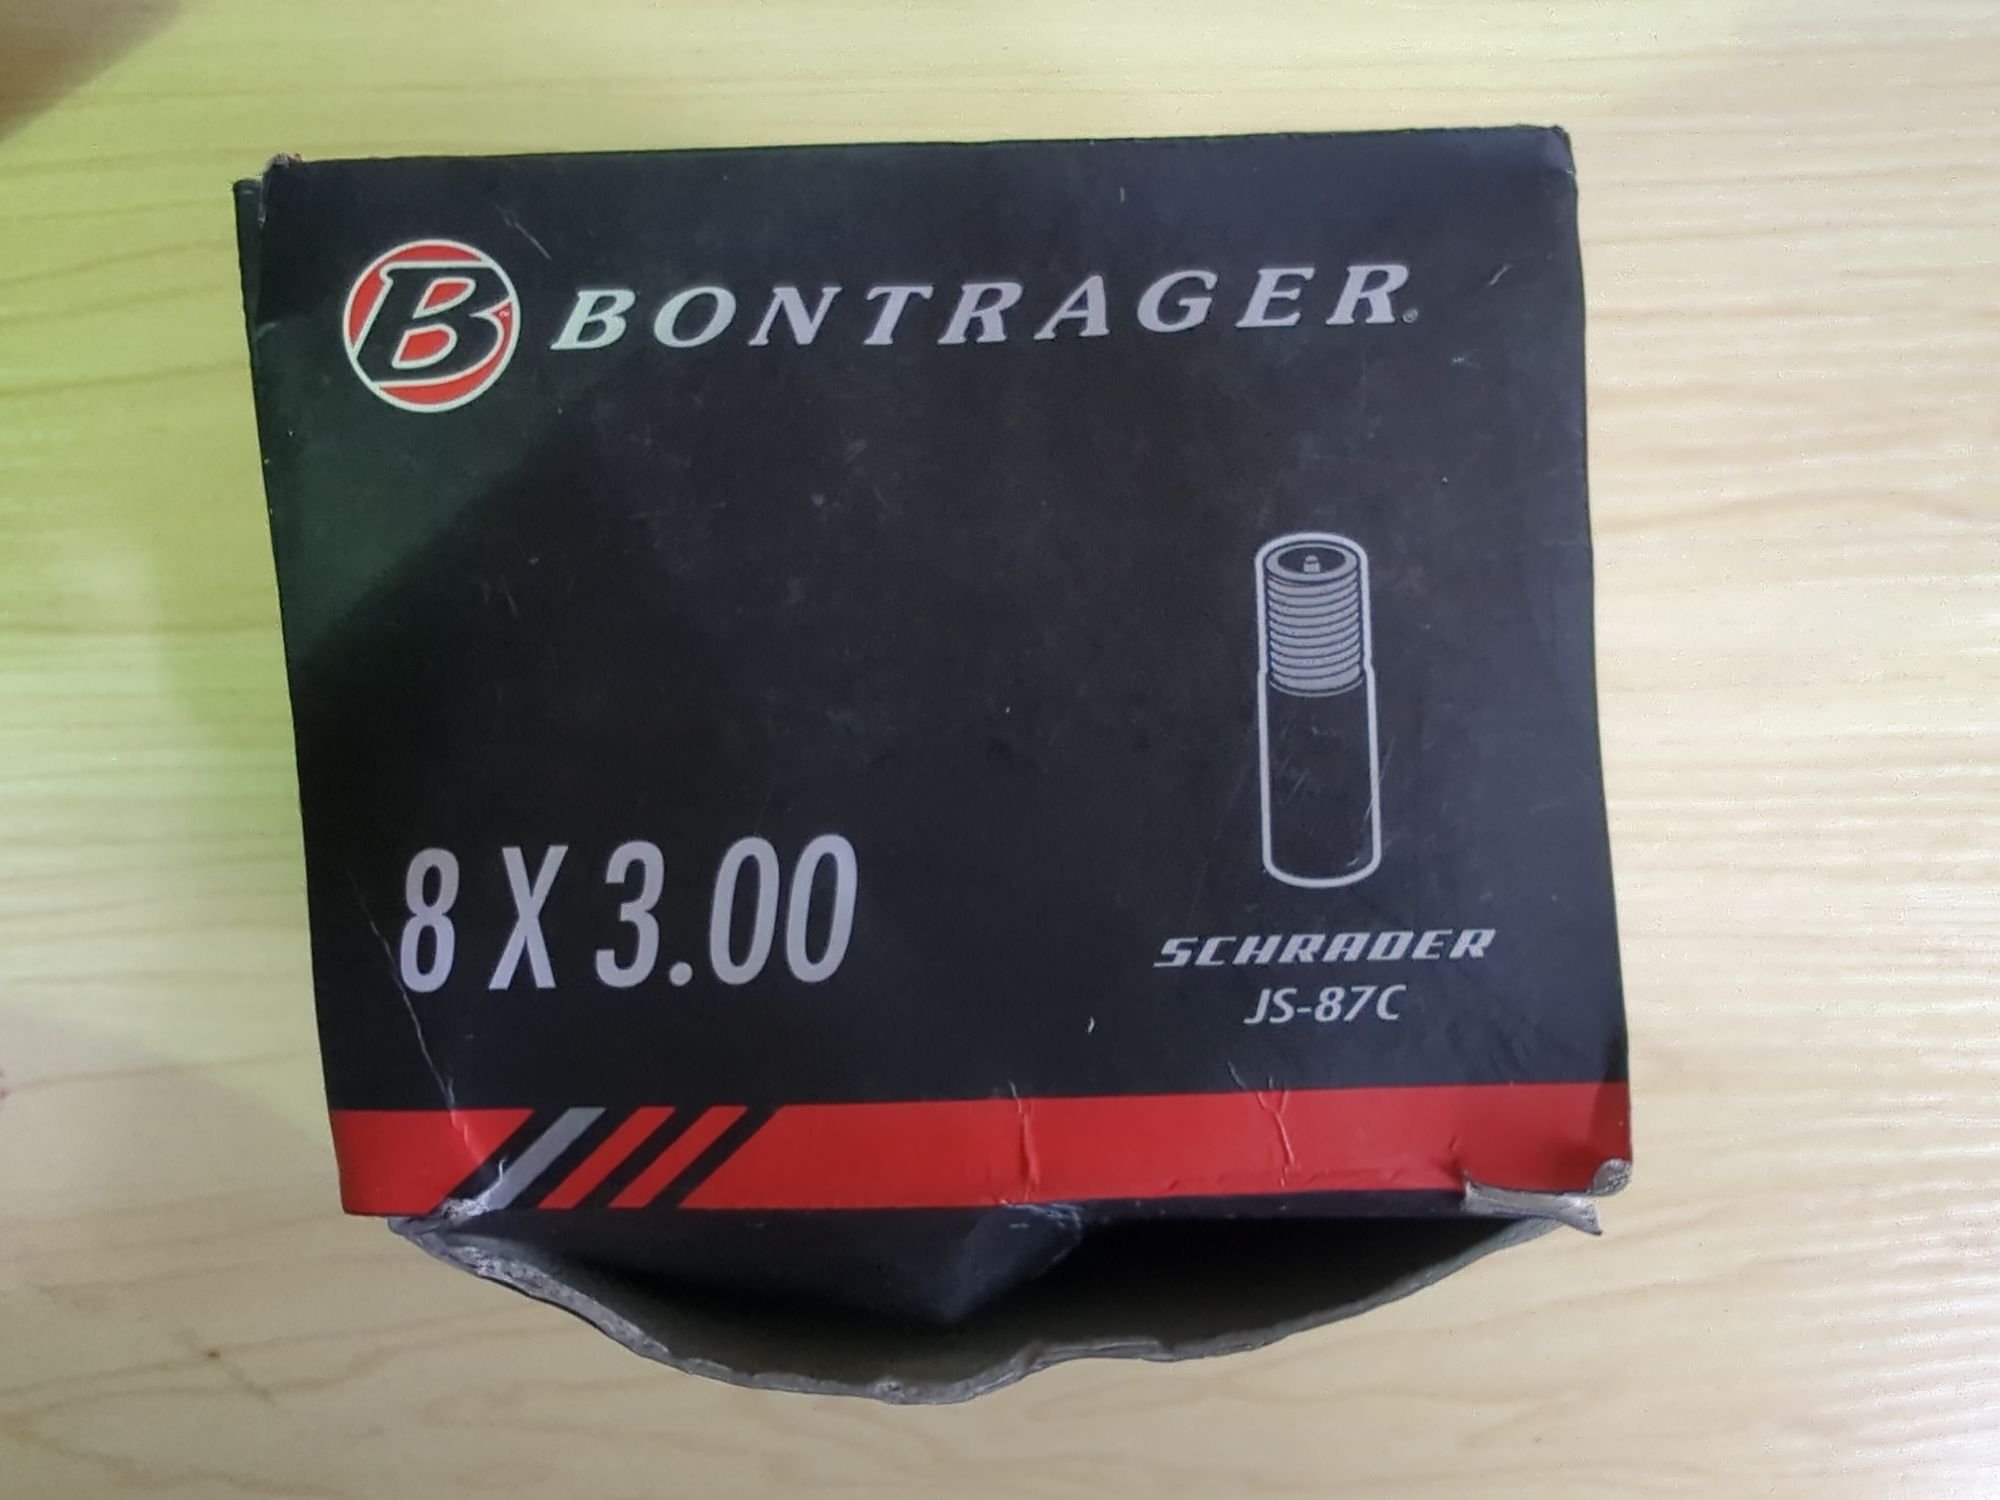 B BONTRAGER®
8 X 3.00
SCHRADER
JS-87C